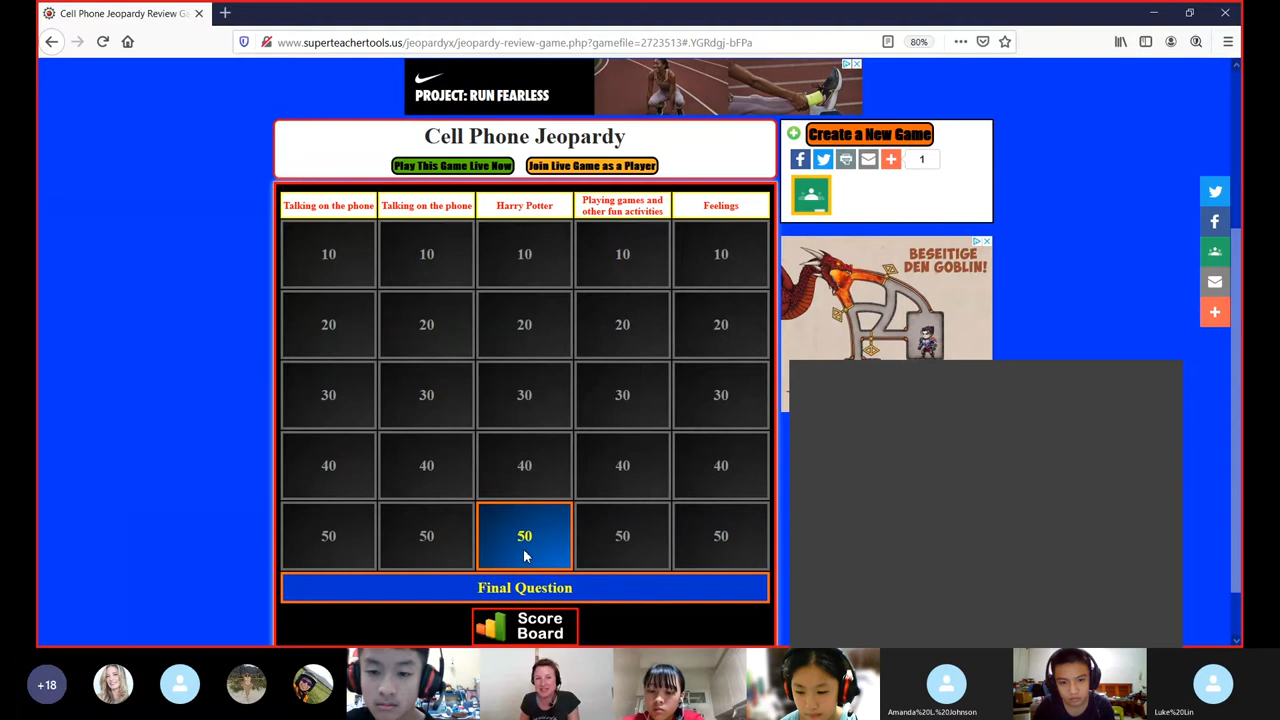 Cell Phone Jeopardy Review G
www.superteachertools.us/jeopardyx/jeopardy-review-game.php?gamefile=2723513#.YGRdgj-bFPa
80%
PROJECT: RUN FEARLESS
Cell Phone Jeopardy
Play This Game Live Now
Join Live Game as a Player
Create a New Game
1
Talking on the phone
Talking on the phone
Harry Potter
Playing games and
other fun activities
Feelings
10 10 10 10 10
20 20 20 20 20
30 30 30 30 30
40 40 40 40 40
50 50 50 50 50
Final Question
Score
Board
BESEITIGE
DEN GOBLIN!
+18
Amanda%20L.%20Johnson
Luke%20Lin